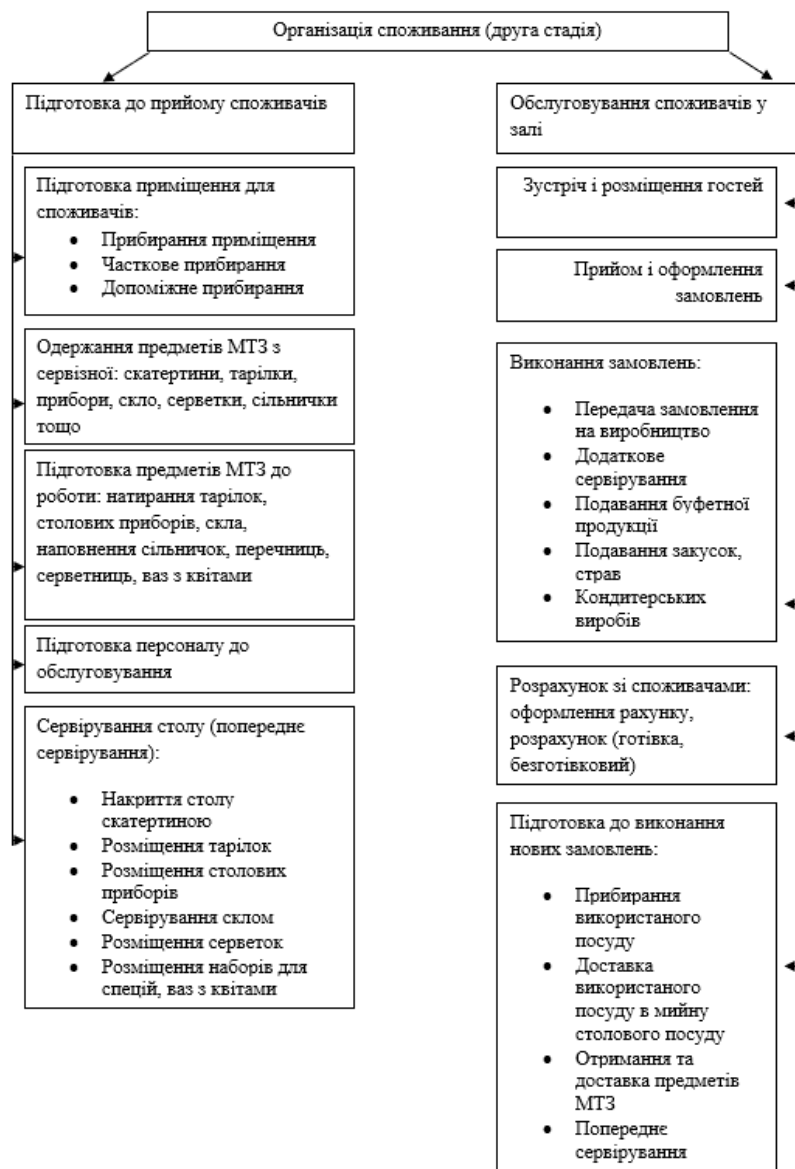 Організація споживання (друга стадія)
Підготовка до прийому споживачів
Підготовка приміщення для
споживачів:
● Прибирання приміщення
● Часткове прибирання
● Допоміжне прибирання
Одержання предметів МТЗ з
сервізної: скатертини, тарілки,
прибори, скло, серветки, сільнички
тощо
Підготовка предметів МТЗ до
роботи: натирання тарілок,
столових приборів, скла,
наповнення сільничок, перечниць,
серветниць, ваз з квітами
Підготовка персоналу до
обслуговування
Сервірування столу (попереднє
сервірування):
● Накриття столу
скатертиною
● Розміщення тарілок
● Розміщення столових
приборів
● Сервірування склом
● Розміщення серветок
● Розміщення наборів для
спецій, ваз з квітами
Обслуговування споживачів у
залі
Зустріч і розміщення гостей
Прийом і оформлення
замовлень
Виконання замовлень:
● Передача замовлення
на виробництво
● Додаткове
сервірування
● Подавання буфетної
продукції
● Подавання закусок,
страв
● Кондитерських
виробів
Розрахунок зі споживачами:
оформлення рахунку,
розрахунок (готівка,
безготівковий)
Підготовка до виконання
нових замовлень:
● Прибирання
використаного
посуду
● Доставка
використаного
посуду в мийну
столового посуду
● Отримання та
доставка предметів
МТЗ
● Попереднє
сервірування